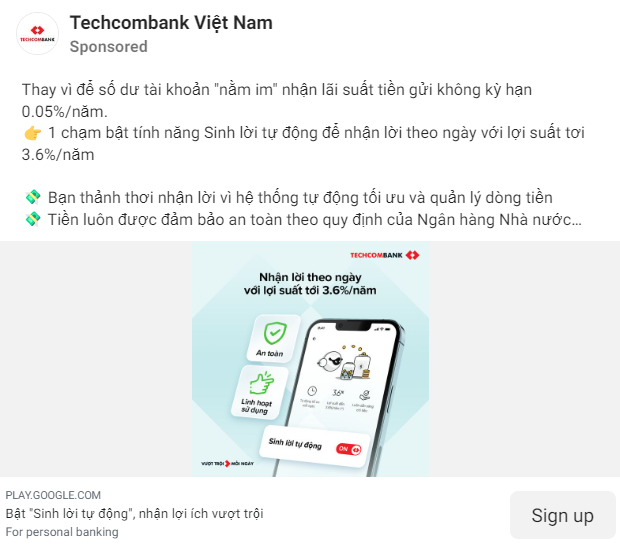 Techcombank Việt Nam
Sponsored
TECHCOMBANK
Thay vì để số dư tài khoản "nằm im" nhận lãi suất tiền gửi không kỳ hạn
0.05%/năm.
👉 1 chạm bật tính năng Sinh lời tự động để nhận lời theo ngày với lợi suất tơi
3.6%/năm
💸 Bạn thảnh thơi nhận lời vì hệ thống tự động tối ưu và quản lý dòng tiền
💸 Tiền luôn được đảm bảo an toàn theo quy định của Ngân hàng Nhà nước...
TECHCOMBANK
Nhận lời theo ngày
với lợi suất tới 3.6%/năm
An toàn
Linh hoạt
sử dụng
Sinh lời tự động
ON
VƯỢT TRỘI MỖI NGÀY
PLAY.GOOGLE.COM
Bật "Sinh lời tự động", nhận lợi ích vượt trội
For personal banking
Sign up